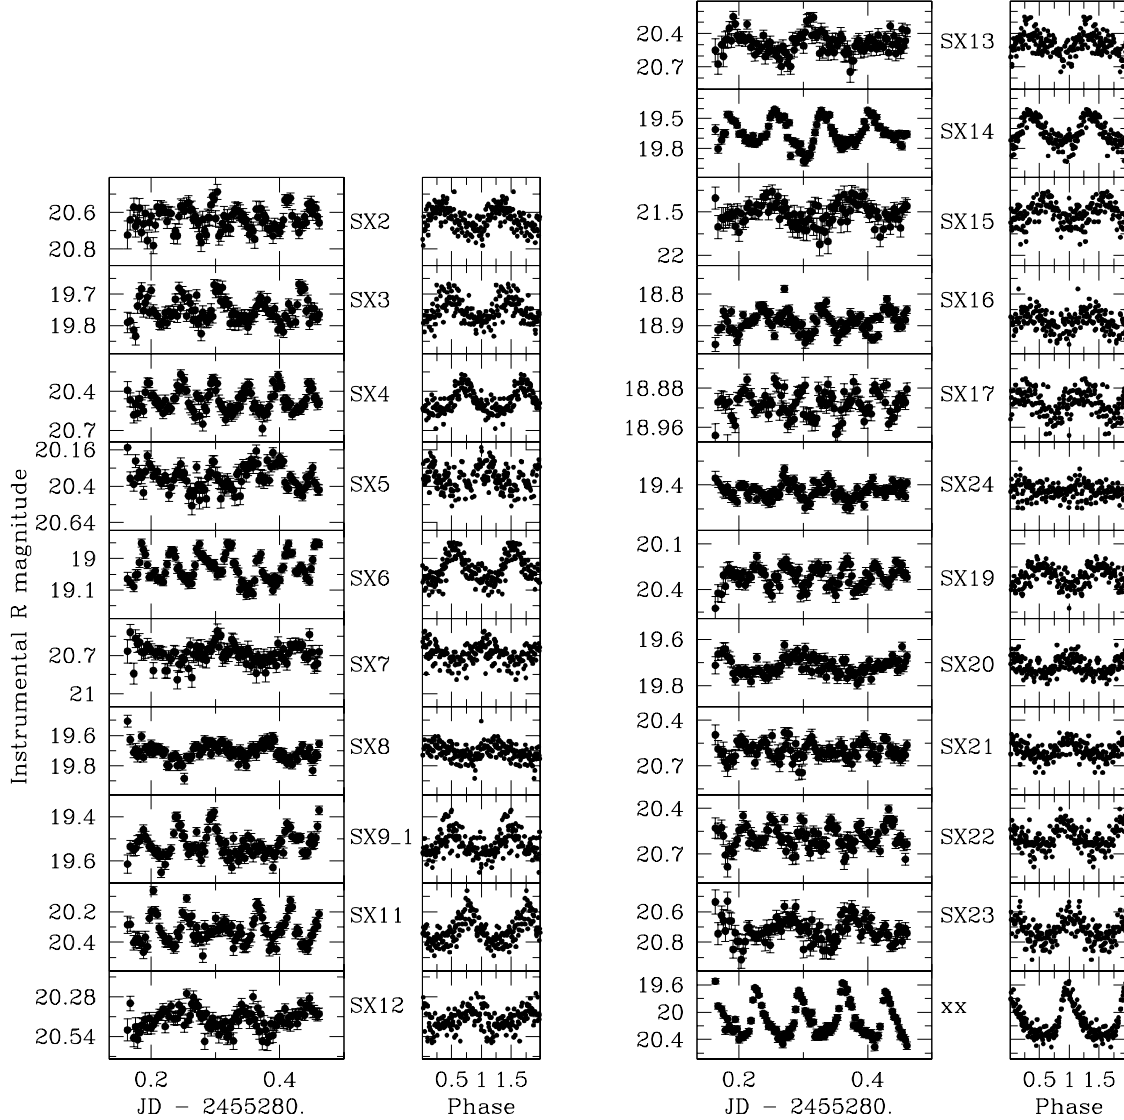 Instrumental R magnitude
20.6
20.8
SX2
19.7
19.8
SX3
20.4
20.7
SX4
20.16
20.4
20.64
SX5
19
19.1
SX6
20.7
21
SX7
19.6
19.8
SX8
19.4
19.6
SX9_1
20.2
20.4
SX11
20.28
20.54
SX12
0.2 0.4
JD - 2455280.
0.5 1 1.5
Phase
20.4
20.7
SX13
19.5
19.8
SX14
21.5
22
SX15
18.8
18.9
SX16
18.88
18.96
SX17
19.4
SX24
20.1
20.4
SX19
19.6
19.8
SX20
20.4
20.7
SX21
20.4
20.7
SX22
20.6
20.8
SX23
19.6
20
20.4
xx
0.2 0.4
JD - 2455280.
0.5 1 1.5
Phase